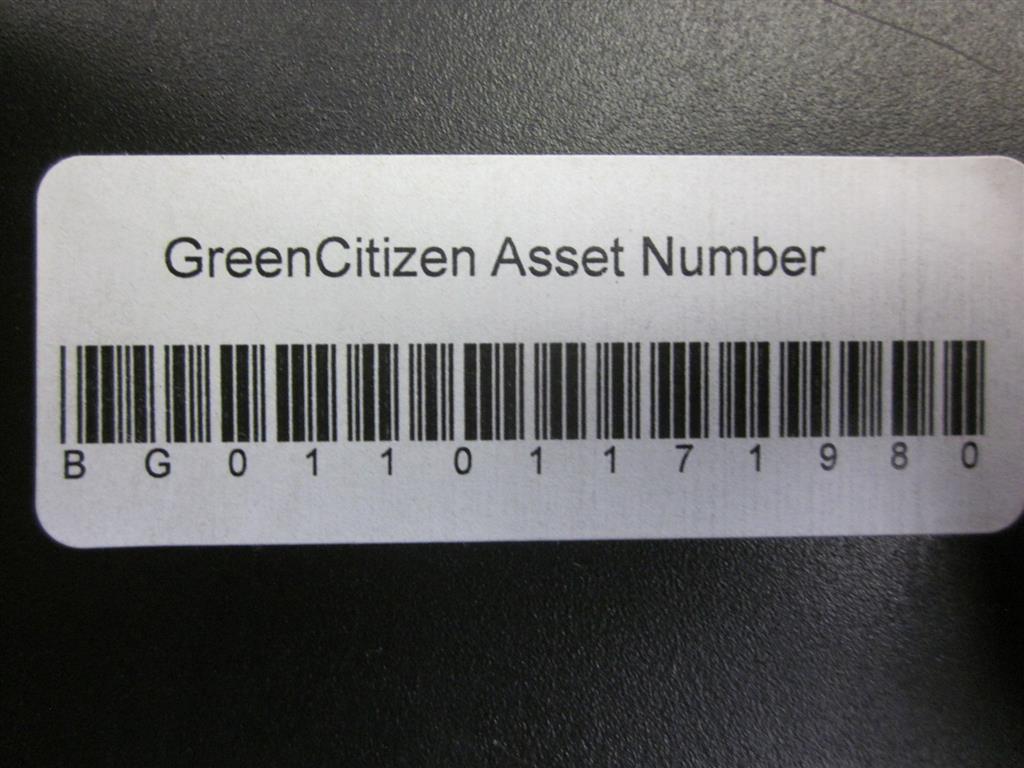 GreenCitizen Asset Number
B G 0 1 1 0 1 1 7 1 9 8 0